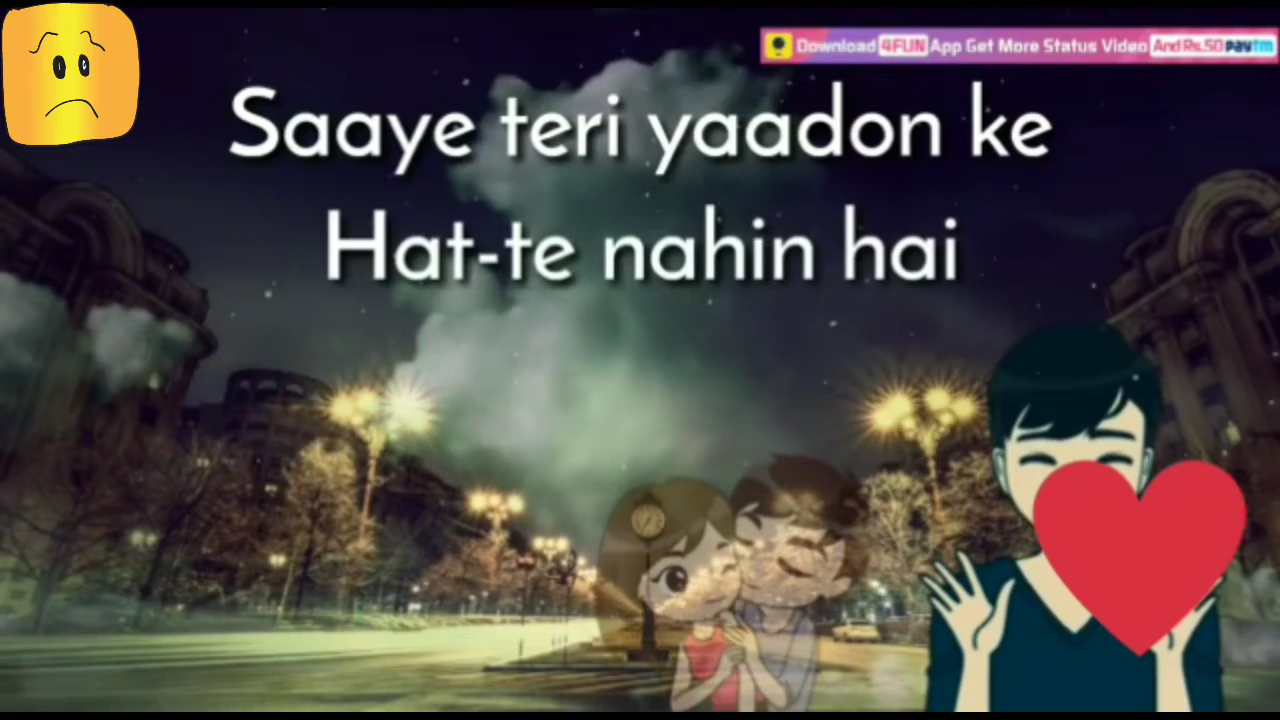 Download 4FUN App Get More Status Video And Rs.50 paytm
Saaye teri yaadon ke
Hat-te nahin hai